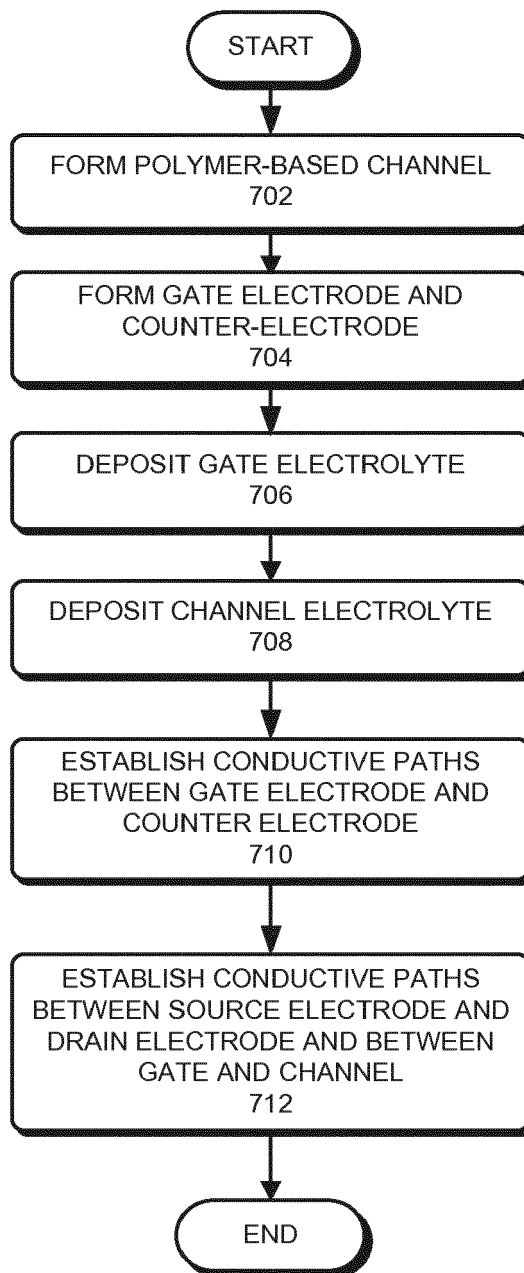 START
FORM POLYMER-BASED CHANNEL
702
FORM GATE ELECTRODE AND
COUNTER-ELECTRODE
704
DEPOSIT GATE ELECTROLYTE
706
DEPOSIT CHANNEL ELECTROLYTE
708
ESTABLISH CONDUCTIVE PATHS
BETWEEN GATE ELECTRODE AND
COUNTER ELECTRODE
710
ESTABLISH CONDUCTIVE PATHS
BETWEEN SOURCE ELECTRODE AND
DRAIN ELECTRODE AND BETWEEN
GATE AND CHANNEL
712
END